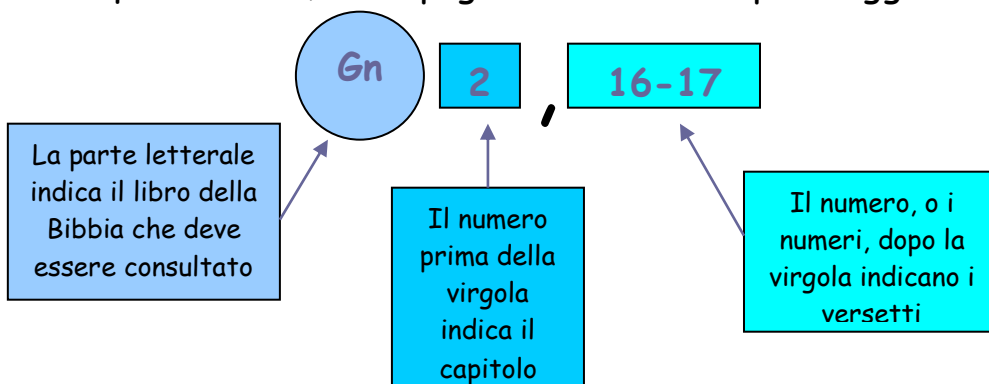 Gn 2 , 16-17
La parte letterale
indica il libro della
Bibbia che deve
essere consultato
Il numero
prima della
virgola
indica il
capitolo
Il numero, o i
numeri, dopo la
virgola indicano i
versetti